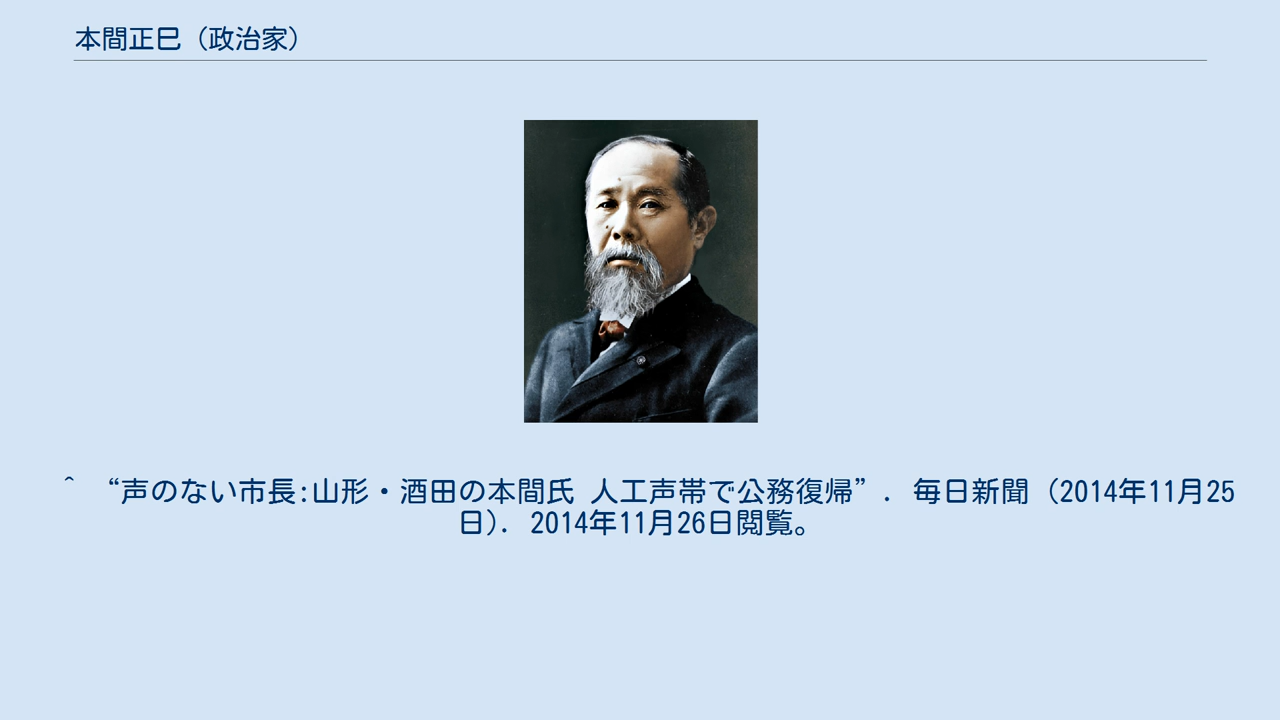 本間正巳（政治家）
^ “声のない市長:山形・酒田の本間氏 人工声帯で公務復帰”. 毎日新聞（2014年11月25
日). 2014年11月26日閲覧。